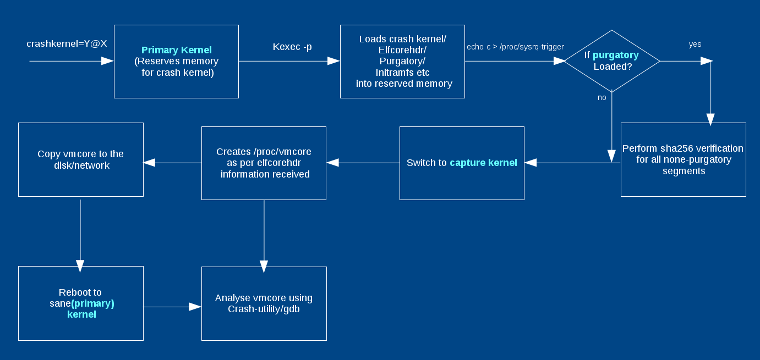 crashkernel=Y@X
Primary Kernel
(Reserves memory
for crash kernel)
Kexec -p
Loads crash kernel/
Elfcorehdr/
Purgatory/
Initramfs etc
Into reserved memory
echo c > /proc/sysrq-trigger
If purgatory
Loaded?
yes
no
Perform sha256 verification
for all none-purgatory
segments
Switch to capture kernel
Creates /proc/vmcore
as per elfcorehdr
information received
Copy vmcore to the
disk/network
Reboot to
sane(primary)
kernel
Analyse vmcore using
Crash-utility/gdb